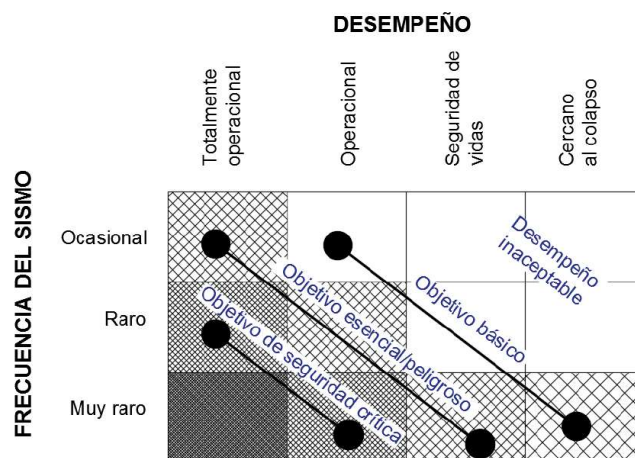 DESEMPEÑO
Totalmente
operacional
Operacional
Seguridad de
vidas
Cercano
al colapso
FRECUENCIA DEL SISMO
Ocasional
Raro
Muy raro
Desempeño
inaceptable
Objetivo básico
Objetivo esencial/peligroso
Objetivo de seguridad crítica